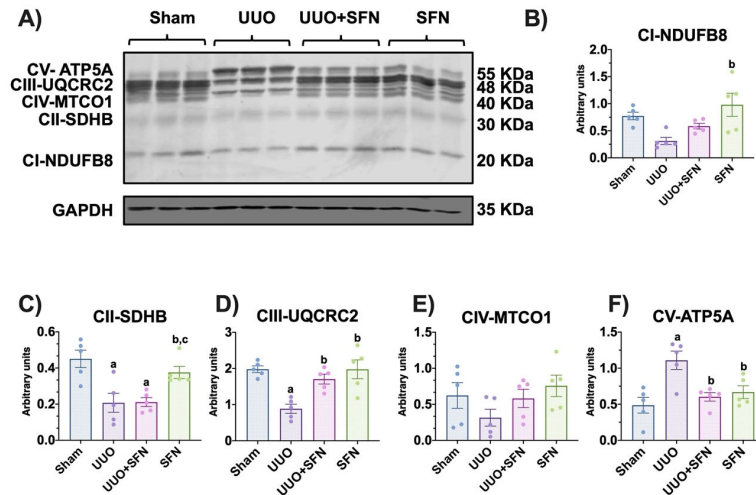 A)
Sham UUO UUO+SFN SFN
CV- ATP5A
CIII-UQCRC2
CIV-MTCO1
CII-SDHB
CI-NDUFB8
GAPDH
55 KDa
48 KDa
40 KDa
30 KDa
20 KDa
35 KDa
B)
CI-NDUFB8
Arbitrary units
2.0
1.5
1.0
0.5
0.0
b
Sham UUO UUO+SFN SFN
C)
CII-SDHB
Arbitrary units
0.6
0.4
0.2
0.0
a a b,c
Sham UUO UUO+SFN SFN
D)
CIII-UQCRC2
Arbitrary units
3
2
1
0
a b b
Sham UUO UUO+SFN SFN
E)
CIV-MTCO1
Arbitrary units
1.5
1.0
0.5
0.0
Sham UUO UUO+SFN SFN
F)
CV-ATP5A
Arbitrary units
1.5
1.0
0.5
0.0
a b b
Sham UUO UUO+SFN SFN